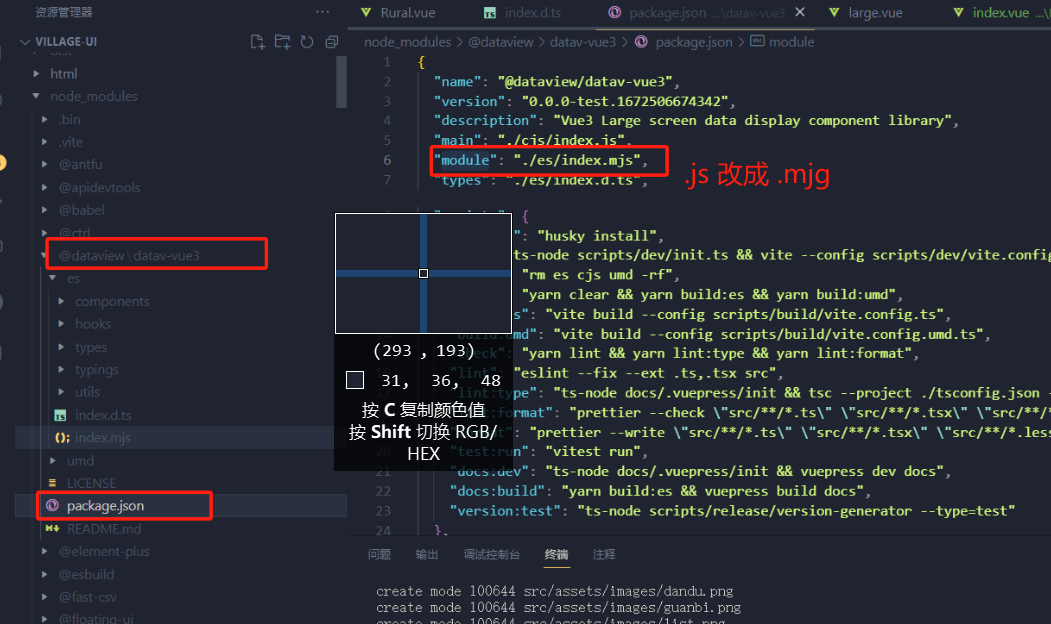 资源管理器
···
Rural.vue
index.d.ts
package.json ...\datav-vue3
large.vue
index.vue ...\l
VILLAGE-UI
node_modules > @dataview > datav-vue3 > package.json > module
html
node_modules
.bin
.vite
@antfu
@apidevtools
@babel
@ctrl
@dataview \ datav-vue3
es
components
hooks
types
typings
utils
index.d.ts
index.mjs
umd
LICENSE
package.json
README.md
@element-plus
@esbuild
@fast-csv
@floating-ui
1 {
2 "name": "@dataview/datav-vue3",
3 "version": "0.0.0-test.1672506674342",
4 "description": "Vue3 Large screen data display component library",
5 "main": "./cjs/index.js",
6 "module": "./es/index.mjs",
7 "types": "./es/index.d.ts",
.js 改成 .mjg
{
": "husky install",
ts-node scripts/dev/init.ts && vite --config scripts/dev/vite.config
"rm es cjs umd -rf",
"yarn clear && yarn build:es && yarn build:umd",
s": "vite build --config scripts/build/vite.config.ts",
md": "vite build --config scripts/build/vite.config.umd.ts",
eck": "yarn lint && yarn lint:type && yarn lint:format",
"lint": "eslint --fix --ext .ts,.tsx src",
nt:type": "ts-node docs/.vuepress/init && tsc --project ./tsconfig.json
format": "prettier --check \"src/**/*.ts\" \"src/**/*.tsx\" \"src/**/
": "prettier --write \"src/**/*.ts\" \"src/**/*.tsx\" \"src/**/*.les
20 "test:run": "vitest run",
21 "docs:dev": "ts-node docs/.vuepress/init && vuepress dev docs",
22 "docs:build": "yarn build:es && vuepress build docs",
23 "version:test": "ts-node scripts/release/version-generator --type=test"
24 },
(293 , 193)
31, 36, 48
按 C 复制颜色值
按 Shift 切换 RGB/
HEX
问题 输出 调试控制台 终端 注释
create mode 100644 src/assets/images/dandu.png
create mode 100644 src/assets/images/guanbi.png
create mode 100644 src/assets/images/list.png